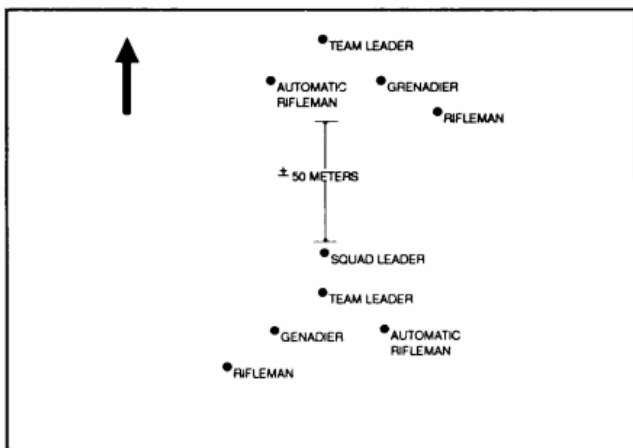 TEAM LEADER
AUTOMATIC
RIFLEMAN
GRENADIER
RIFLEMAN
± 50 METERS
SQUAD LEADER
TEAM LEADER
GENADIER
AUTOMATIC
RIFLEMAN
RIFLEMAN